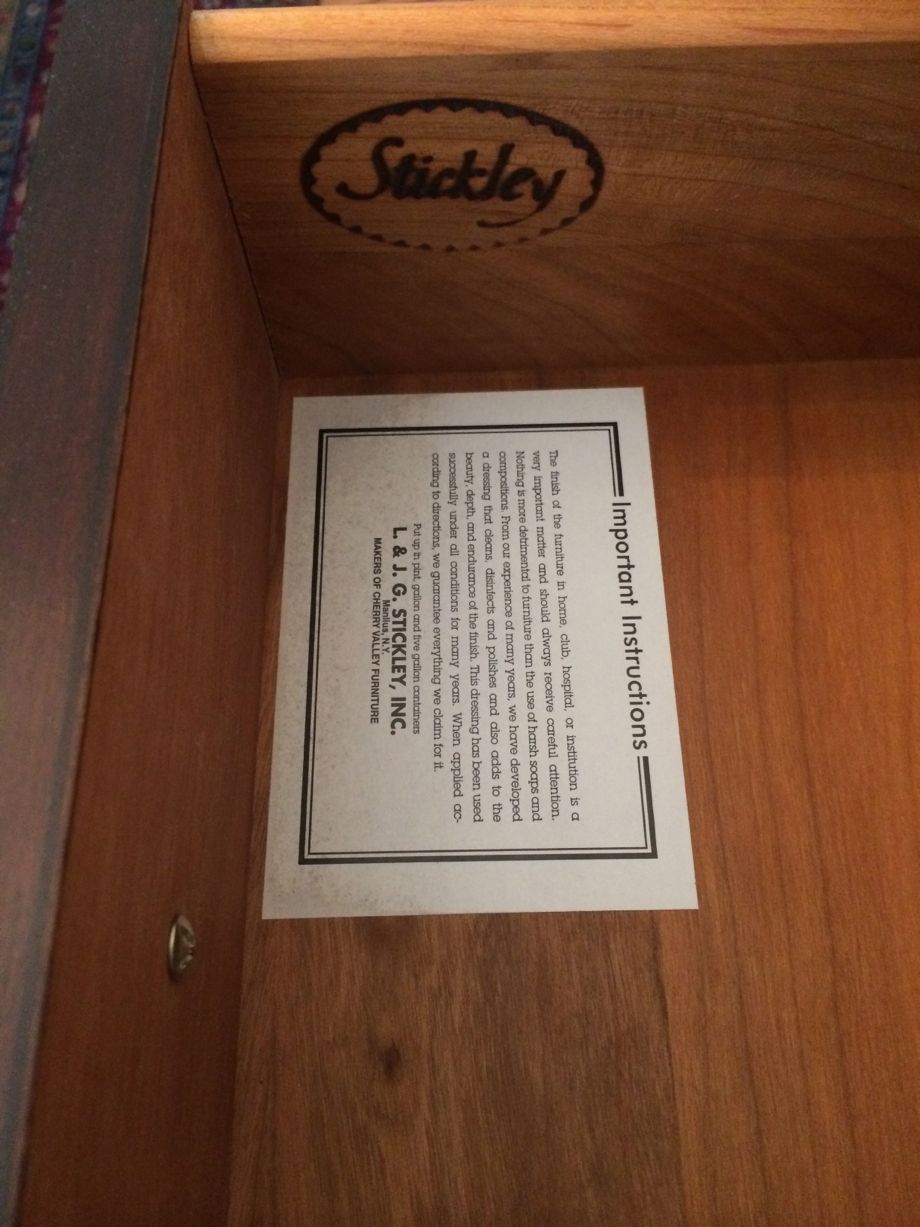 Stickley
Important Instructions
The finish of the furniture in home, club, hospital, or institution is a
very important matter and should always receive careful attention.
Nothing is more detrimental to furniture than the use of harsh soaps and
compositions. From our experience of many years, we have developed
a dressing that cleans, disinfects and polishes and also adds to the
beauty, depth, and endurance of the finish. This dressing has been used
successfully under all conditions for many years. When applied ac-
cording to directions, we guarantee everything we claim for it.
Put up in pint, gallon and five gallon containers
L. & J. G. STICKLEY, INC.
Manlius, N.Y.
MAKERS OF CHERRY VALLEY FURNITURE